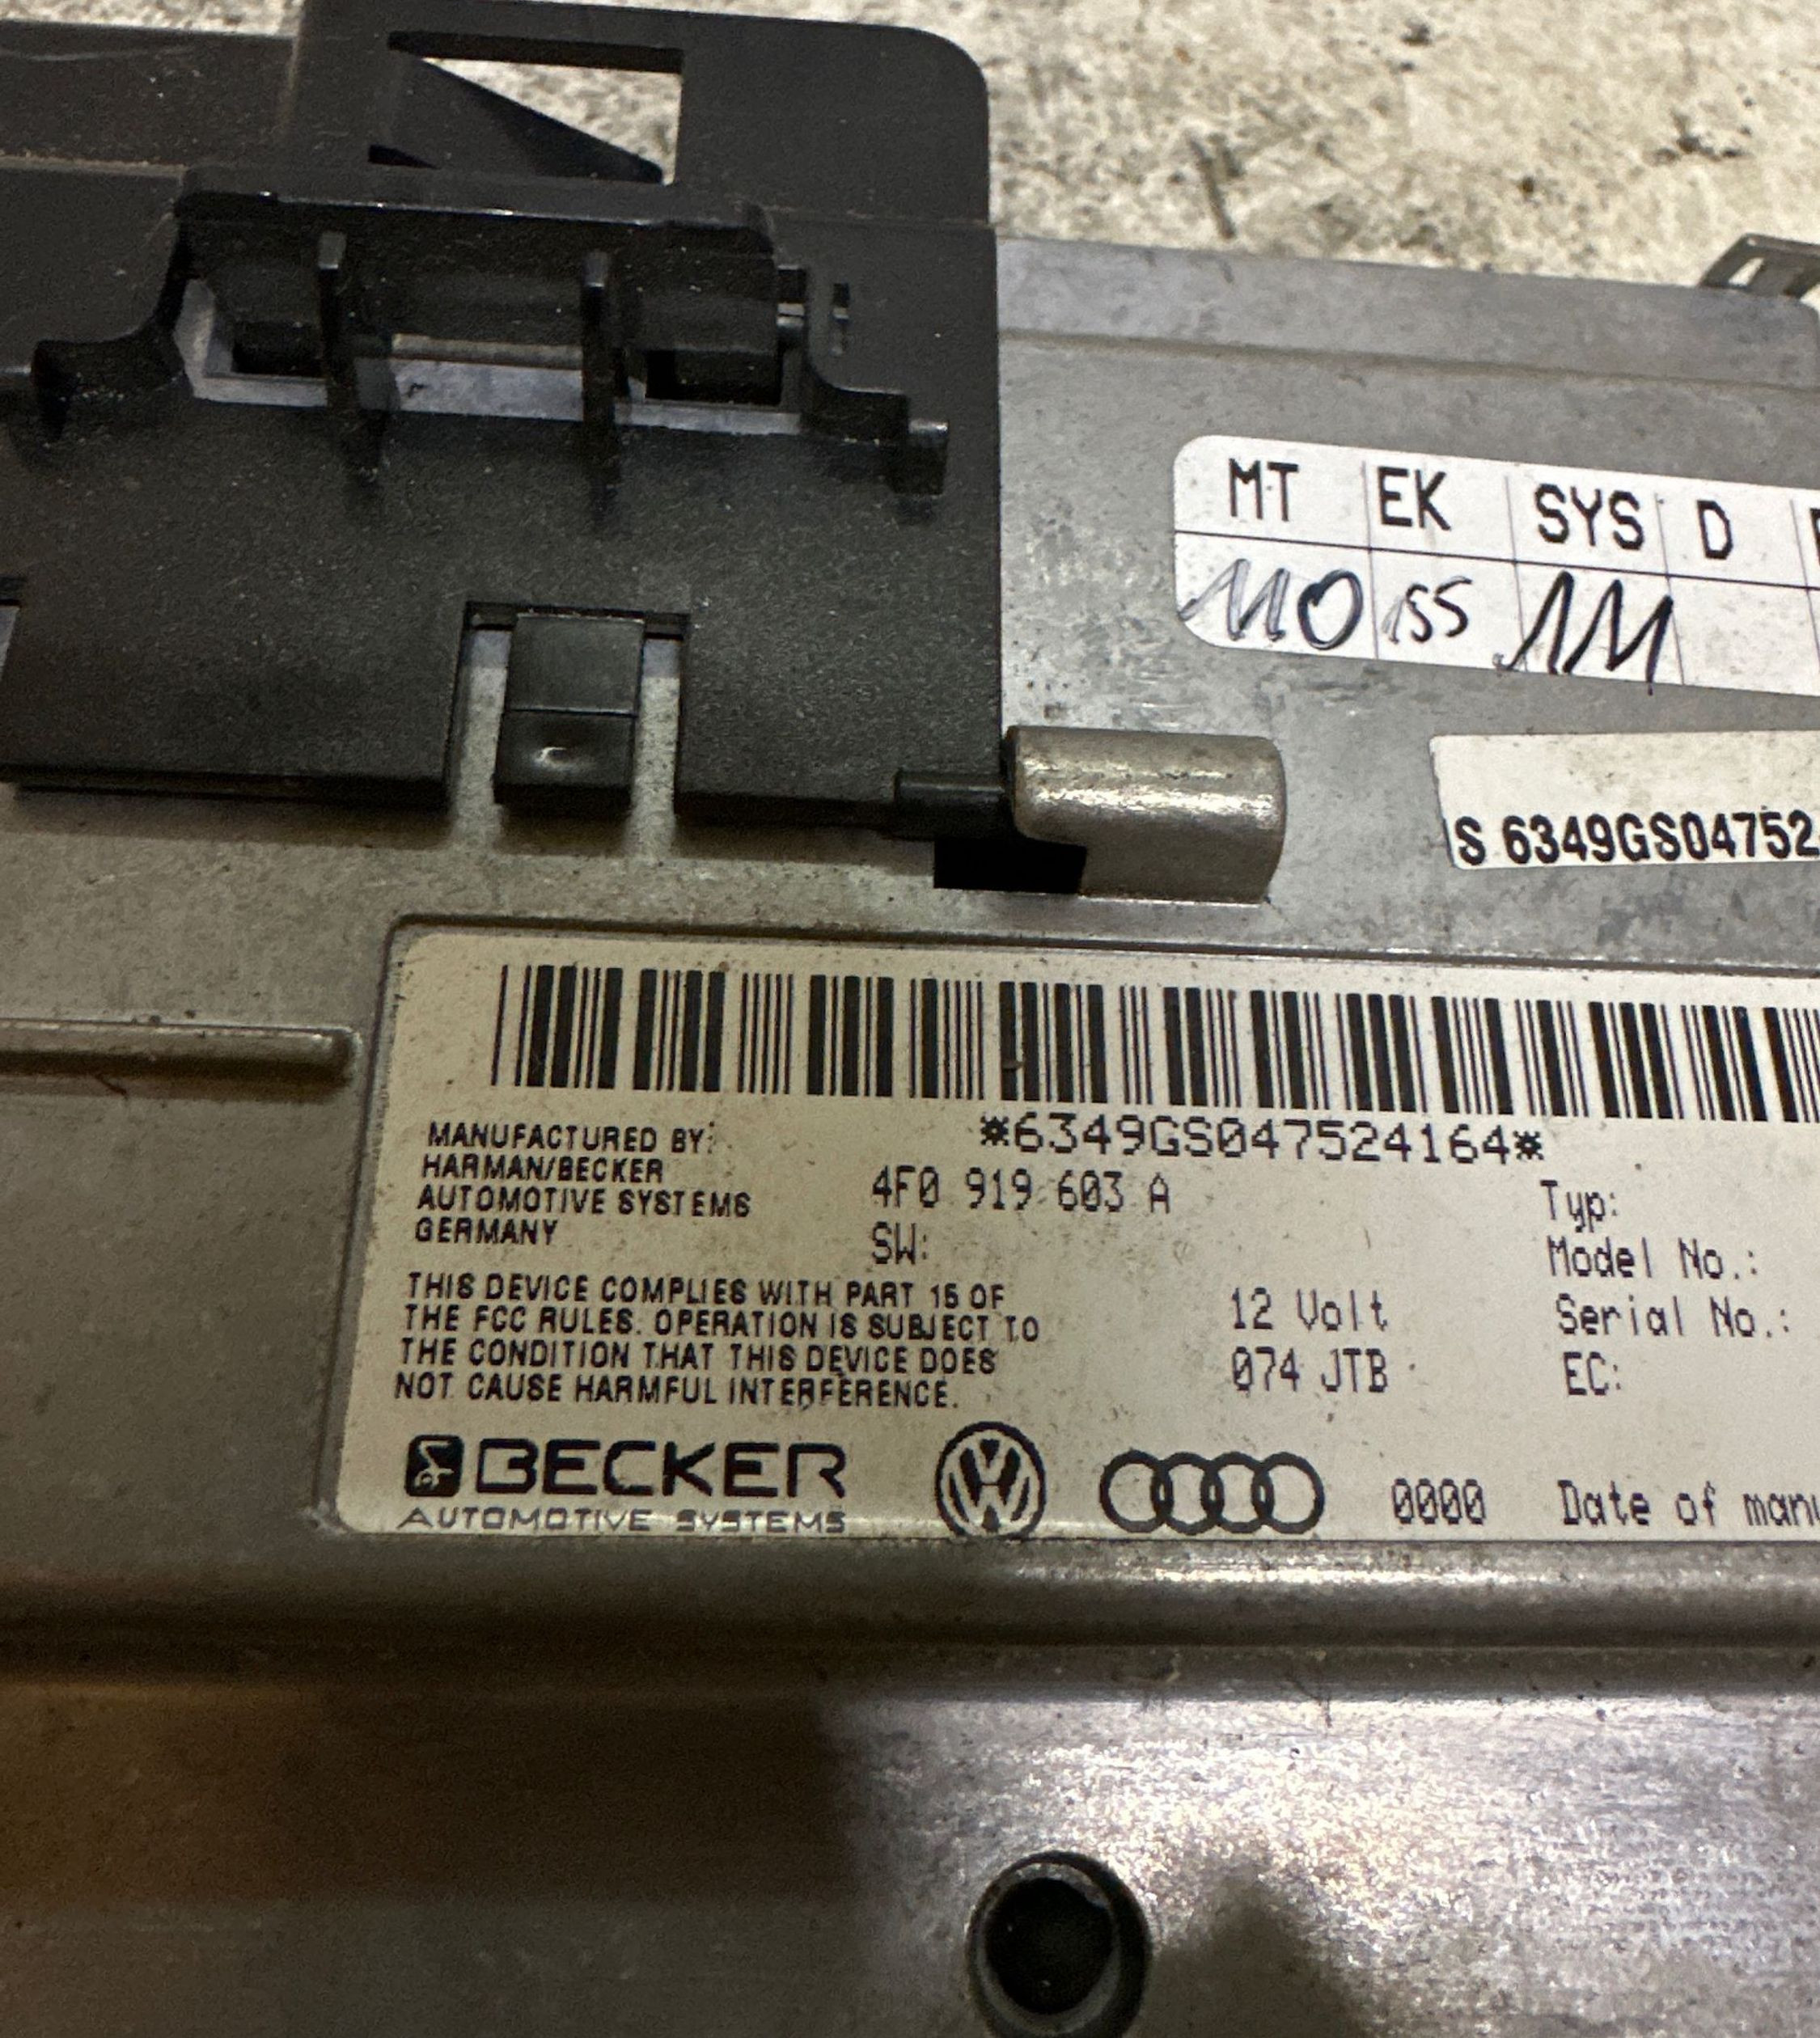 MT EK SYS D
110 155
S 6349GS04752
*6349GS047524164*
MANUFACTURED BY:
HARMAN/BECKER
AUTOMOTIVE SYSTEMS
GERMANY
4F0 919 603 A
SW:
Typ:
Model No.:
Serial No.:
EC:
THIS DEVICE COMPLIES WITH PART 15 OF
THE FCC RULES. OPERATION IS SUBJECT TO
THE CONDITION THAT THIS DEVICE DOES
NOT CAUSE HARMFUL INTERFERENCE.
12 Volt
074 JTB
BECKER
AUTOMOTIVE SYSTEMS
0000 Date of manu